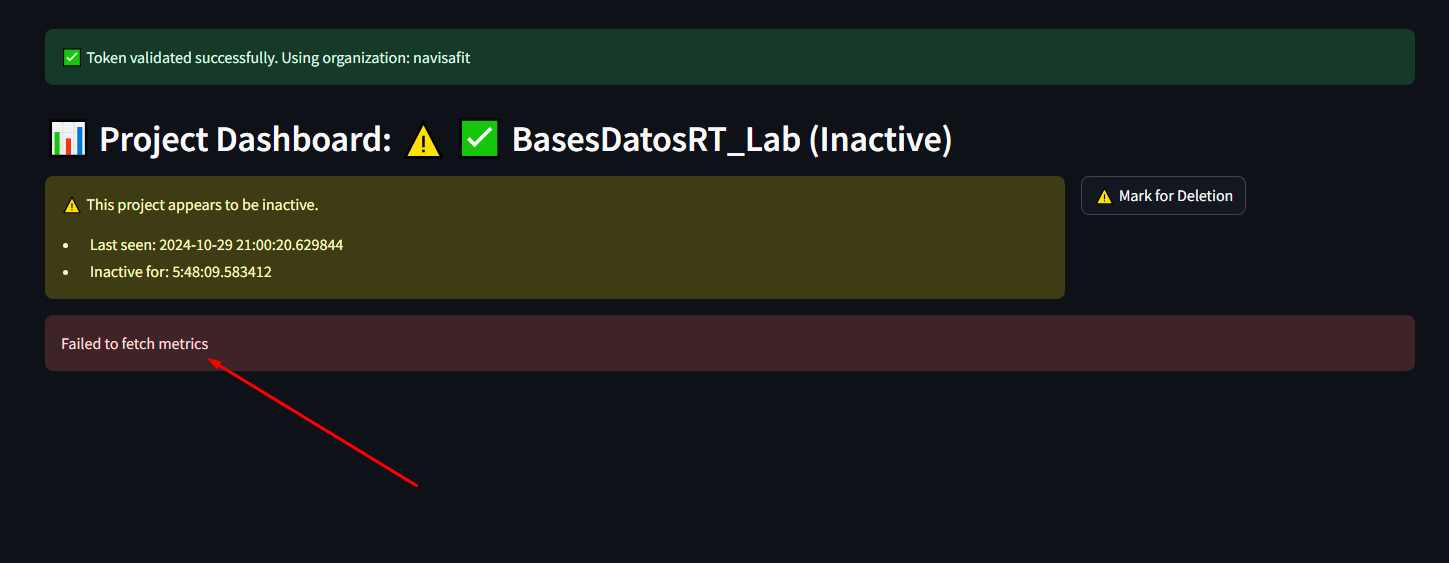 ✅ Token validated successfully. Using organization: navisafit
📊 Project Dashboard: ⚠️ ✅ BasesDatosRT_Lab (Inactive)
⚠️ This project appears to be inactive.
⚠️ Mark for Deletion
• Last seen: 2024-10-29 21:00:20.629844
• Inactive for: 5:48:09.583412
Failed to fetch metrics